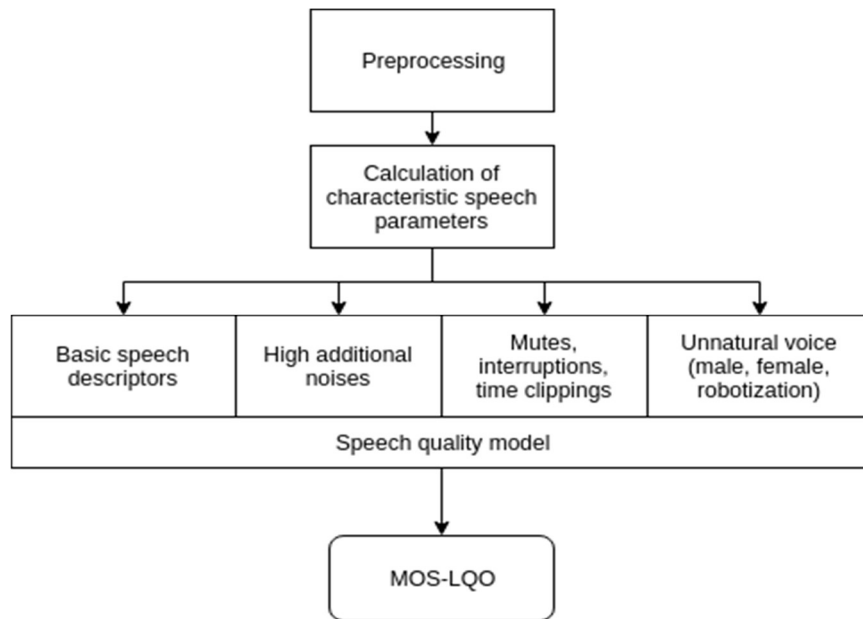 Preprocessing
Calculation of
characteristic speech
parameters
Basic speech
descriptors
High additional
noises
Mutes,
interruptions,
time clippings
Unnatural voice
(male, female,
robotization)
Speech quality model
MOS-LQO